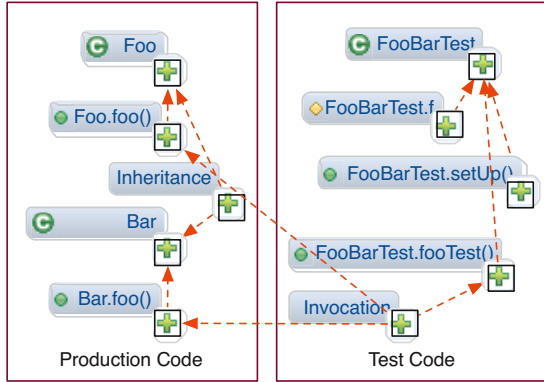 C Foo
Foo.foo()
Inheritance
C Bar
Bar.foo()
Production Code
C FooBarTest
FooBarTest.f
FooBarTest.setUp()
FooBarTest.fooTest()
Invocation
Test Code